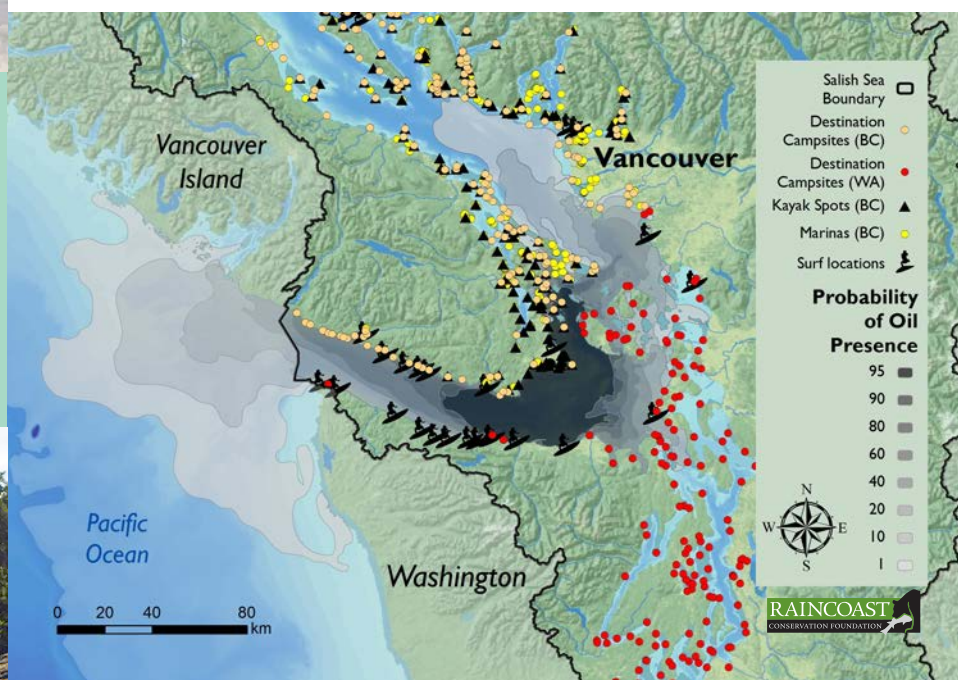 Vancouver
Island
Vancouver
Pacific
Ocean
Washington
0 20 40 80
km
Salish Sea
Boundary
Destination
Campsites (BC)
Destination
Campsites (WA)
Kayak Spots (BC)
Marinas (BC)
Surf locations
Probability
of Oil
Presence
95
90
80
60
40
20
10
1
N
W E
S
RAINCOAST
CONSERVATION FOUNDATION